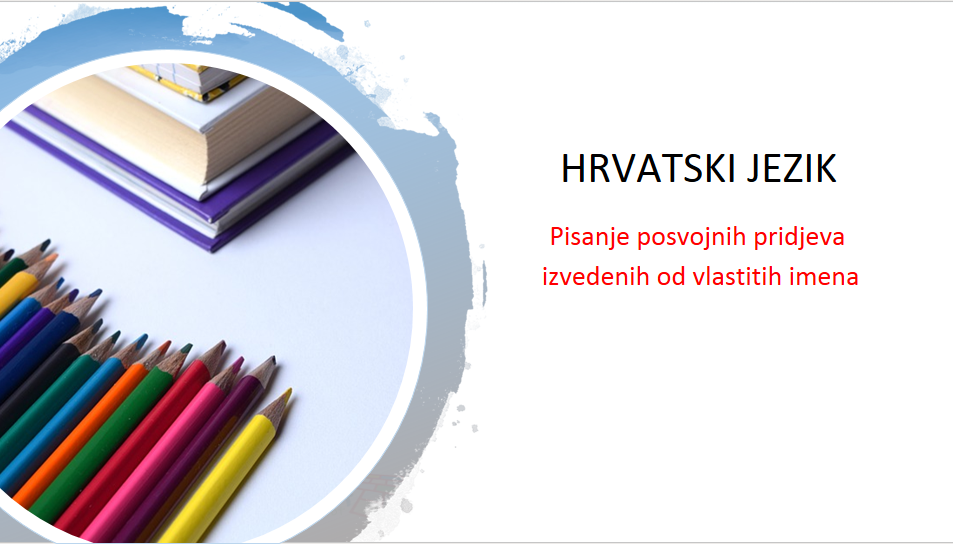 HRVATSKI JEZIK
Pisanje posvojnih pridjeva
izvedenih od vlastitih imena